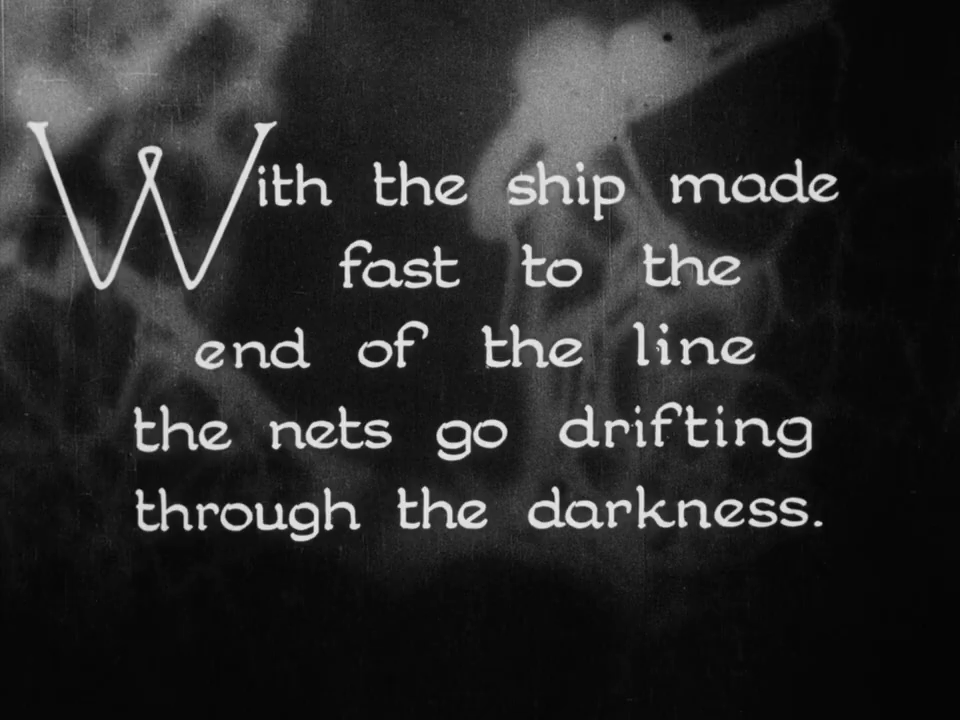 With the ship made
fast to the
end of the line
the nets go drifting
through the darkness.